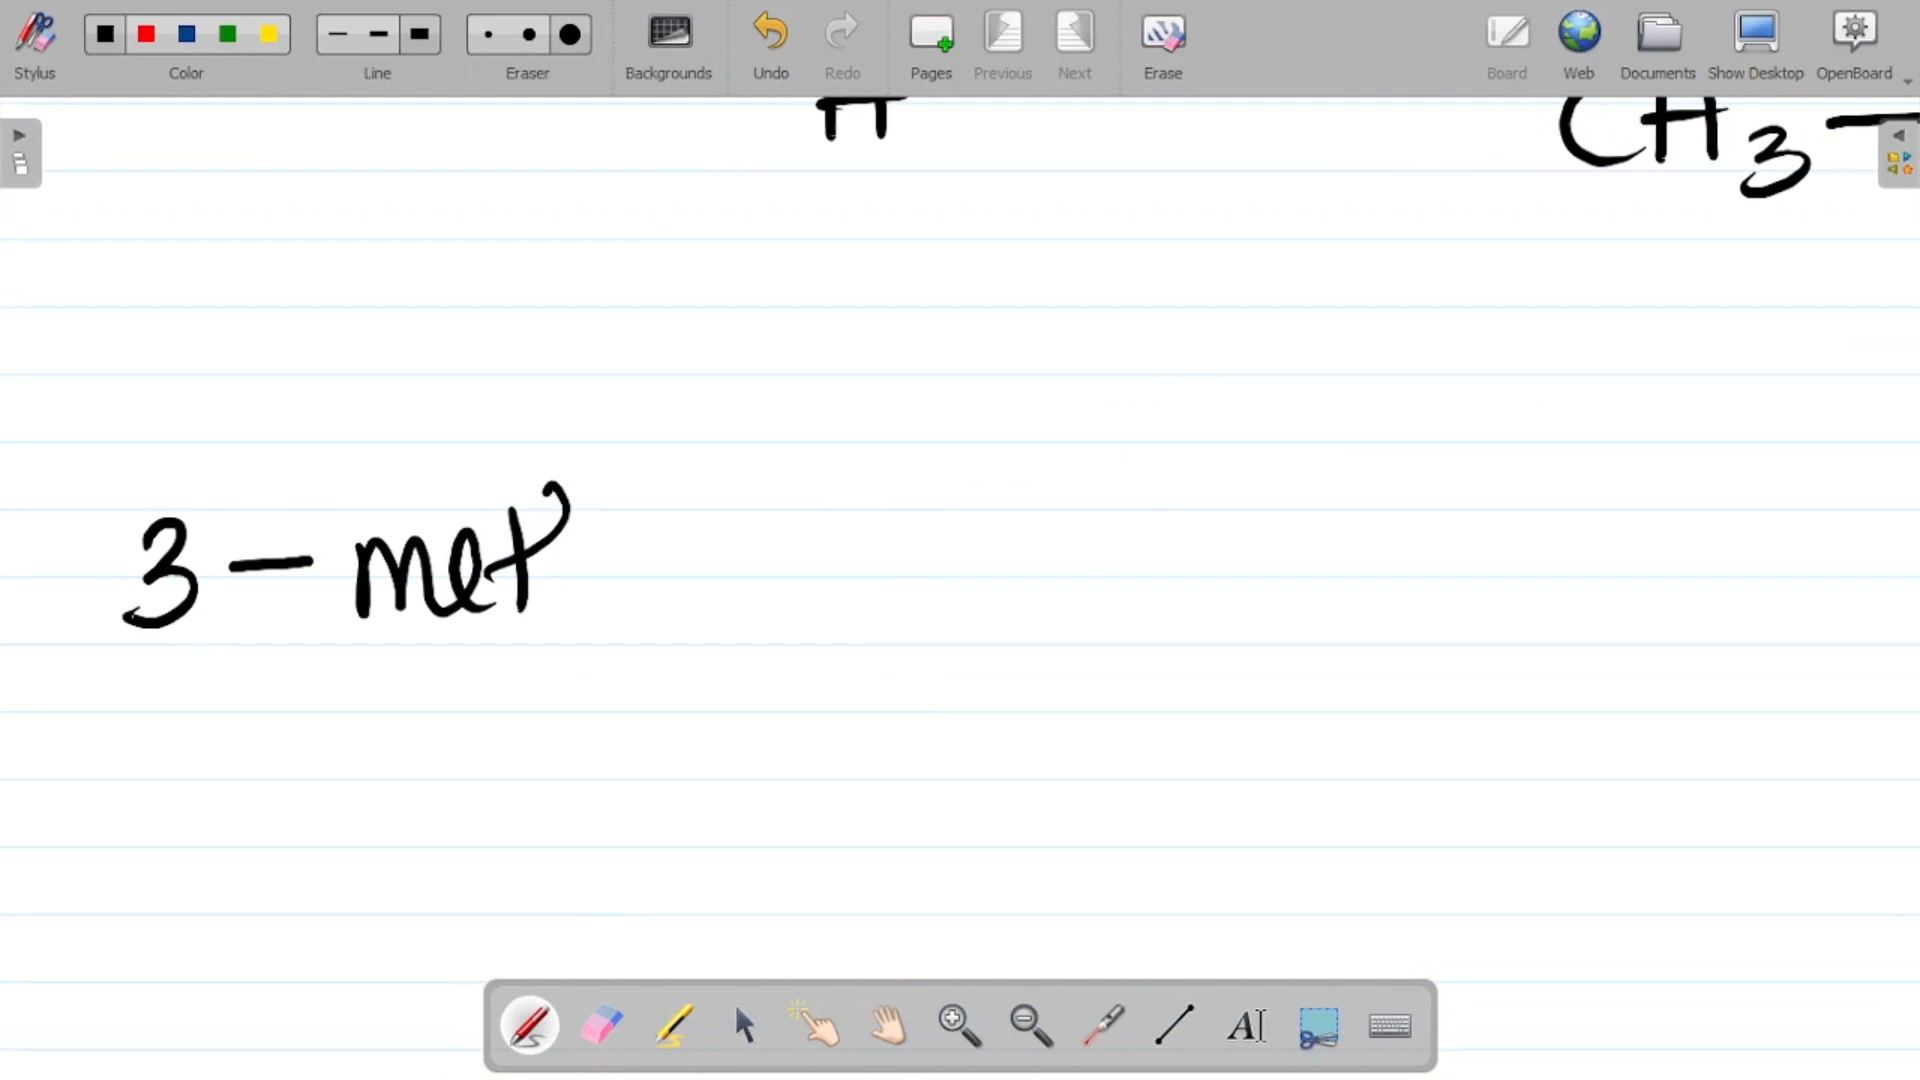 Stylus Color Line Eraser Backgrounds Undo Redo Pages Previous Next Erase Board Web Documents Show Desktop OpenBoard
H CH3 —
3 - met